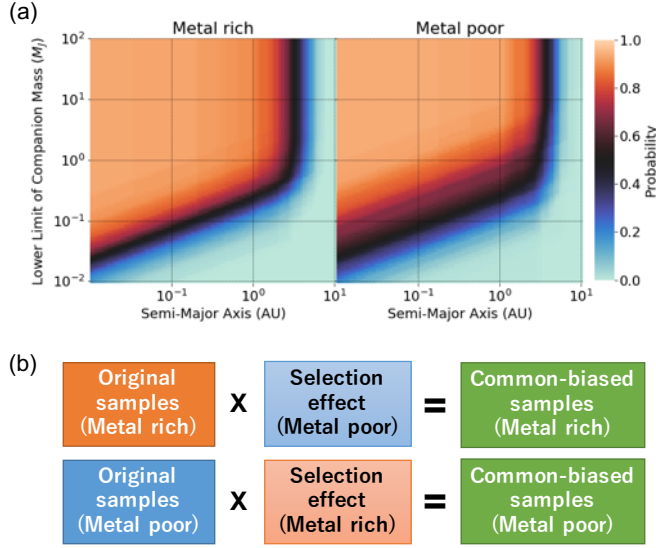 (a)
Metal rich
Metal poor
Lower Limit of Companion Mass (M_J)
10²
10¹
10⁰
10⁻¹
10⁻²
10⁻¹
10⁰
10¹
10⁻¹
10⁰
10¹
Semi-Major Axis (AU)
Semi-Major Axis (AU)
1.0
0.8
0.6
0.4
0.2
0.0
Probability
(b)
Original
samples
(Metal rich)
X
Selection
effect
(Metal poor)
=
Common-biased
samples
(Metal rich)
Original
samples
(Metal poor)
X
Selection
effect
(Metal rich)
=
Common-biased
samples
(Metal poor)